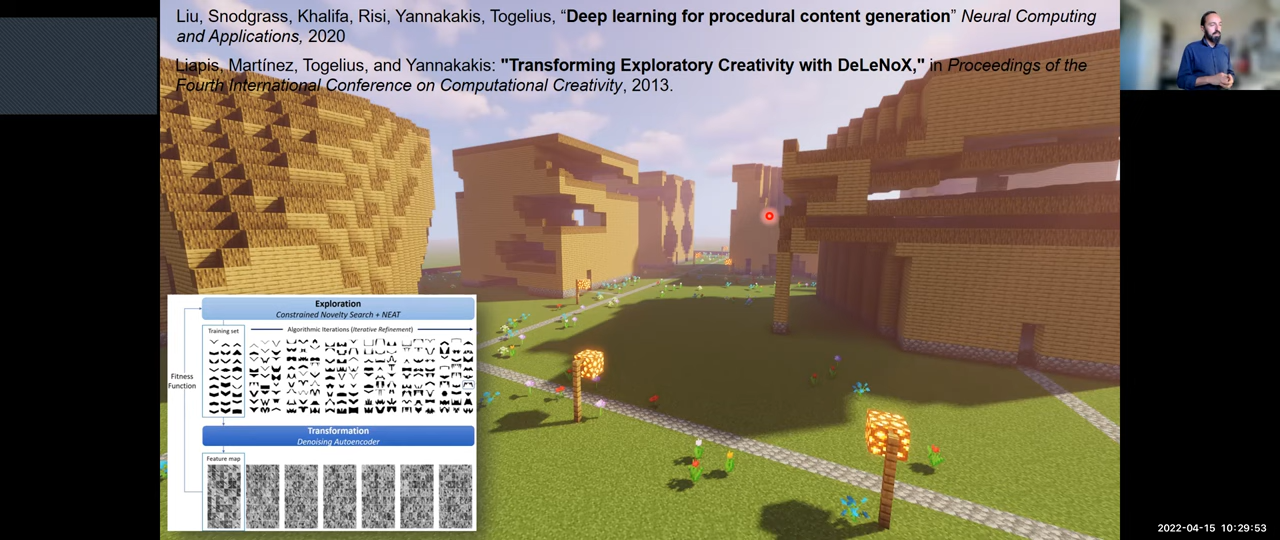 Liu, Snodgrass, Khalifa, Risi, Yannakakis, Togelius, “Deep learning for procedural content generation” Neural Computing
and Applications, 2020
Liapis, Martínez, Togelius, and Yannakakis: "Transforming Exploratory Creativity with DeLeNoX," in Proceedings of the
Fourth International Conference on Computational Creativity, 2013.
Exploration
Constrained Novelty Search + NEAT
Training set
Algorithmic Iterations (Iterative Refinement)
Fitness
Function
Transformation
Denoising Autoencoder
Feature map
2022-04-15 10:29:53